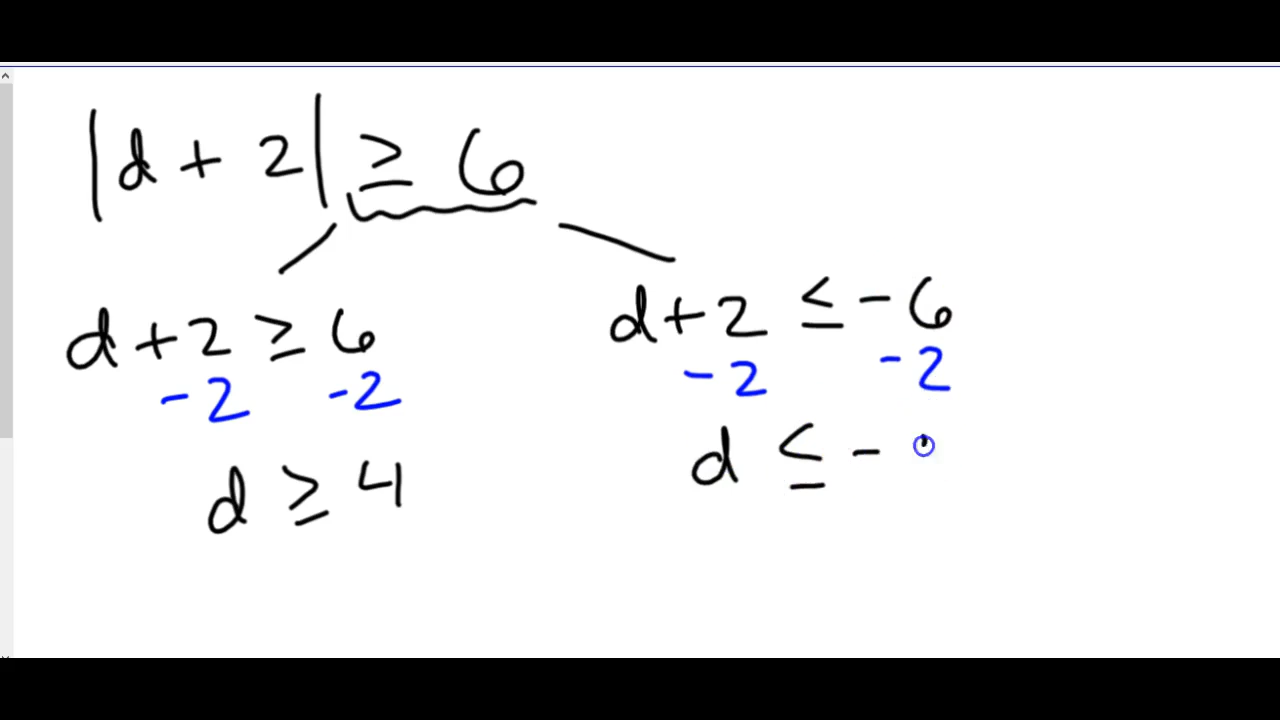 |d + 2| ≥ 6
d + 2 ≥ 6
-2 -2
d ≥ 4
d + 2 ≤ -6
-2 -2
d ≤ -